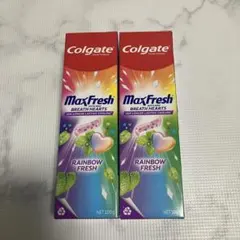 Colgate
MaxFresh
BREATH HEARTS
RAINBOW
FRESH
Colgate
MaxFresh
BREATH HEARTS
RAINBOW
FRESH